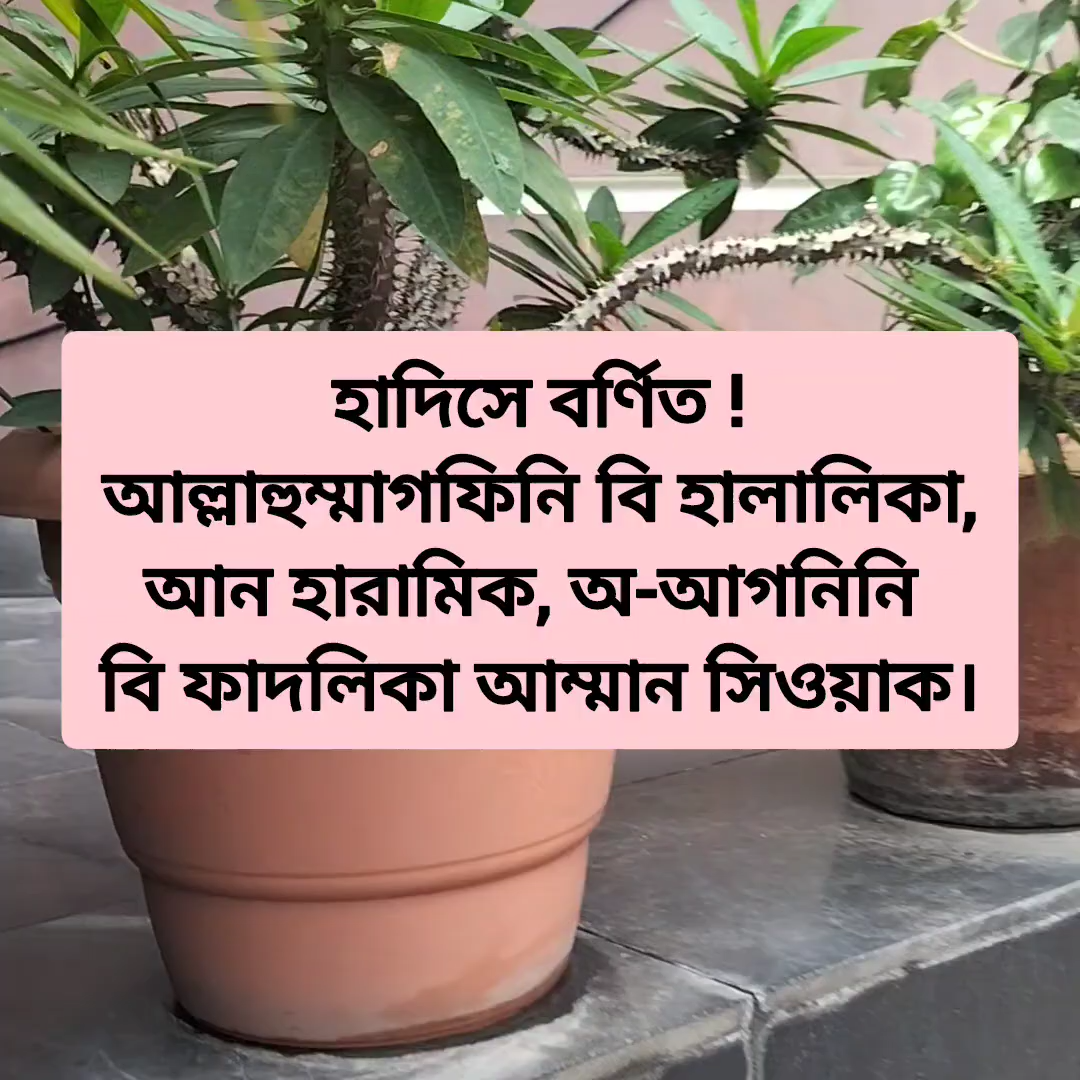 হাদিসে বর্ণিত !
আল্লাহুম্মাগফিনি বি হালালিকা,
আন হারামিক, অ-আগনিনি
বি ফাদলিকা আম্মান সিওয়াক।